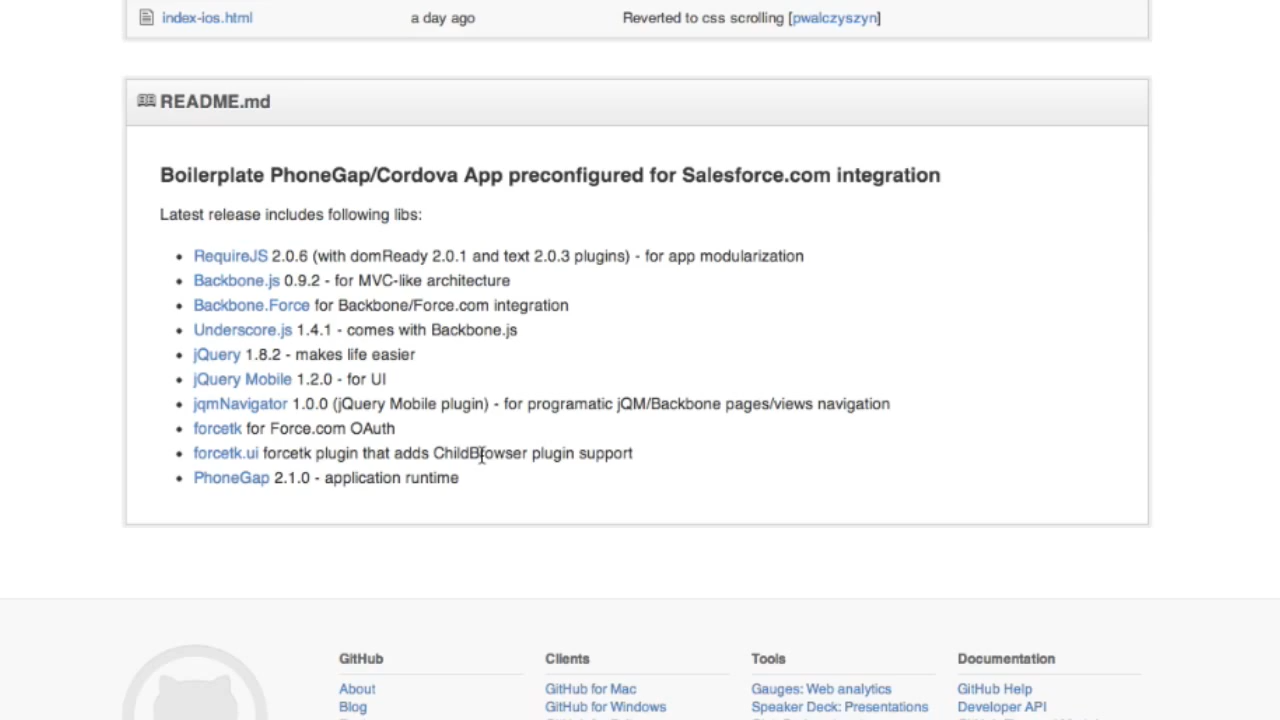 index-ios.html a day ago Reverted to css scrolling [pwalczyszyn]
README.md
Boilerplate PhoneGap/Cordova App preconfigured for Salesforce.com integration
Latest release includes following libs:
RequireJS 2.0.6 (with domReady 2.0.1 and text 2.0.3 plugins) - for app modularization
Backbone.js 0.9.2 - for MVC-like architecture
Backbone.Force for Backbone/Force.com integration
Underscore.js 1.4.1 - comes with Backbone.js
jQuery 1.8.2 - makes life easier
jQuery Mobile 1.2.0 - for UI
jqmNavigator 1.0.0 (jQuery Mobile plugin) - for programatic jQM/Backbone pages/views navigation
forcetk for Force.com OAuth
forcetk.ui forcetk plugin that adds ChildBrowser plugin support
PhoneGap 2.1.0 - application runtime
GitHub Clients Tools Documentation
About GitHub for Mac Gauges: Web analytics GitHub Help
Blog GitHub for Windows Speaker Deck: Presentations Developer API